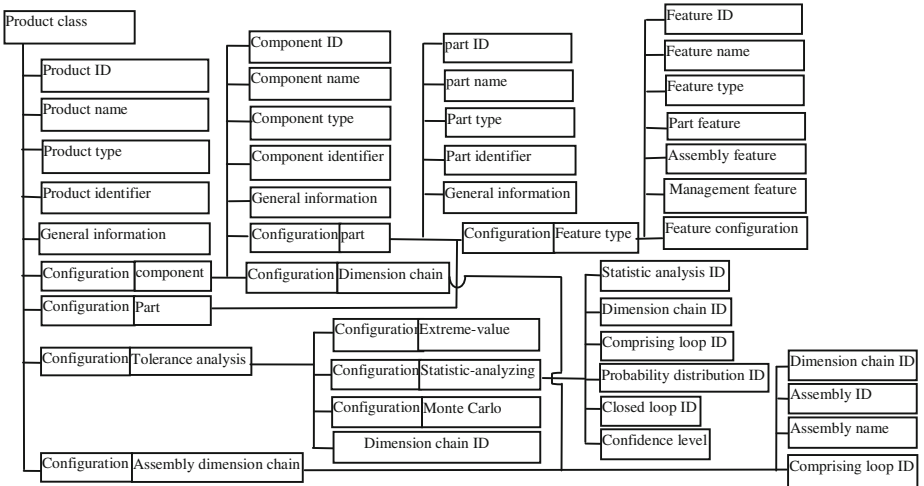 Product class
Product ID
Product name
Product type
Product identifier
General information
Configuration component
Configuration Part
Configuration Tolerance analysis
Configuration Assembly dimension chain
Component ID
Component name
Component type
Component identifier
General information
Configuration part
Configuration Dimension chain
part ID
part name
Part type
Part identifier
General information
Configuration Feature type
Feature ID
Feature name
Feature type
Part feature
Assembly feature
Management feature
Feature configuration
Configuration Extreme-value
Configuration Statistic-analyzing
Configuration Monte Carlo
Dimension chain ID
Statistic analysis ID
Dimension chain ID
Comprising loop ID
Probability distribution ID
Closed loop ID
Confidence level
Dimension chain ID
Assembly ID
Assembly name
Comprising loop ID